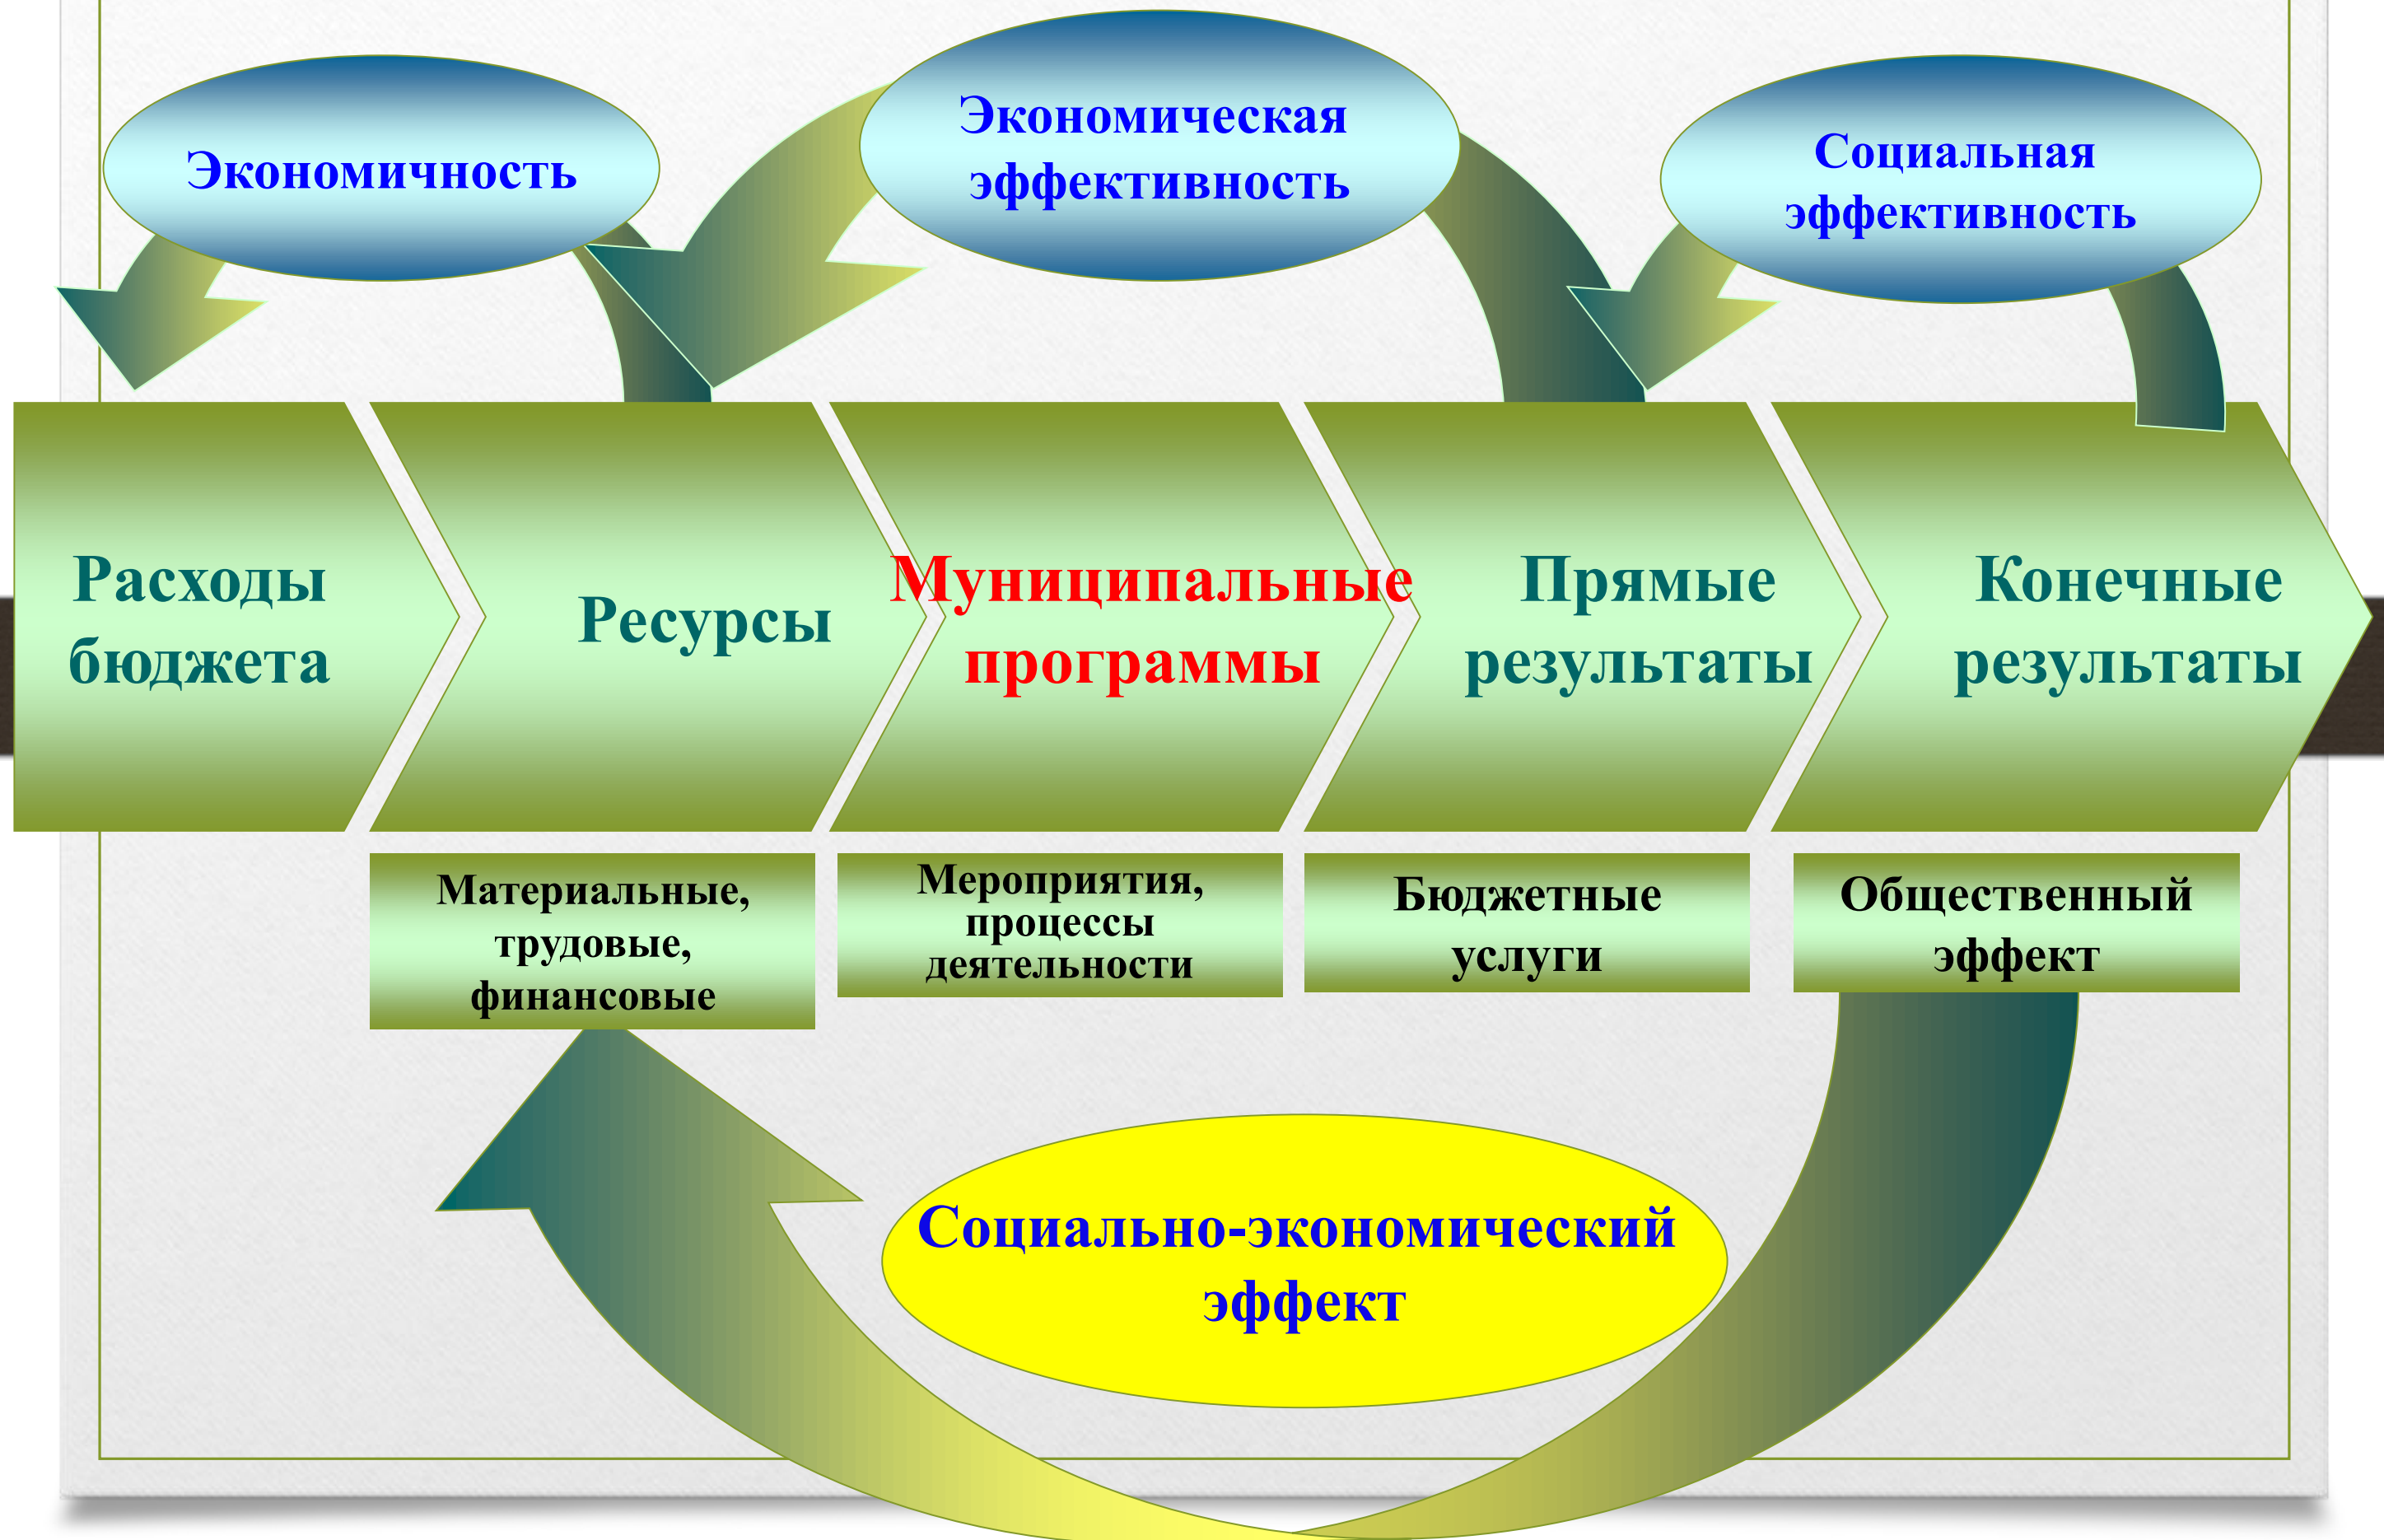 Экономичность
Экономическая
эффективность
Социальная
эффективность
Расходы
бюджета
Ресурсы
Муниципальные
программы
Прямые
результаты
Конечные
результаты
Материальные,
трудовые,
финансовые
Мероприятия,
процессы
деятельности
Бюджетные
услуги
Общественный
эффект
Социально-экономический
эффект